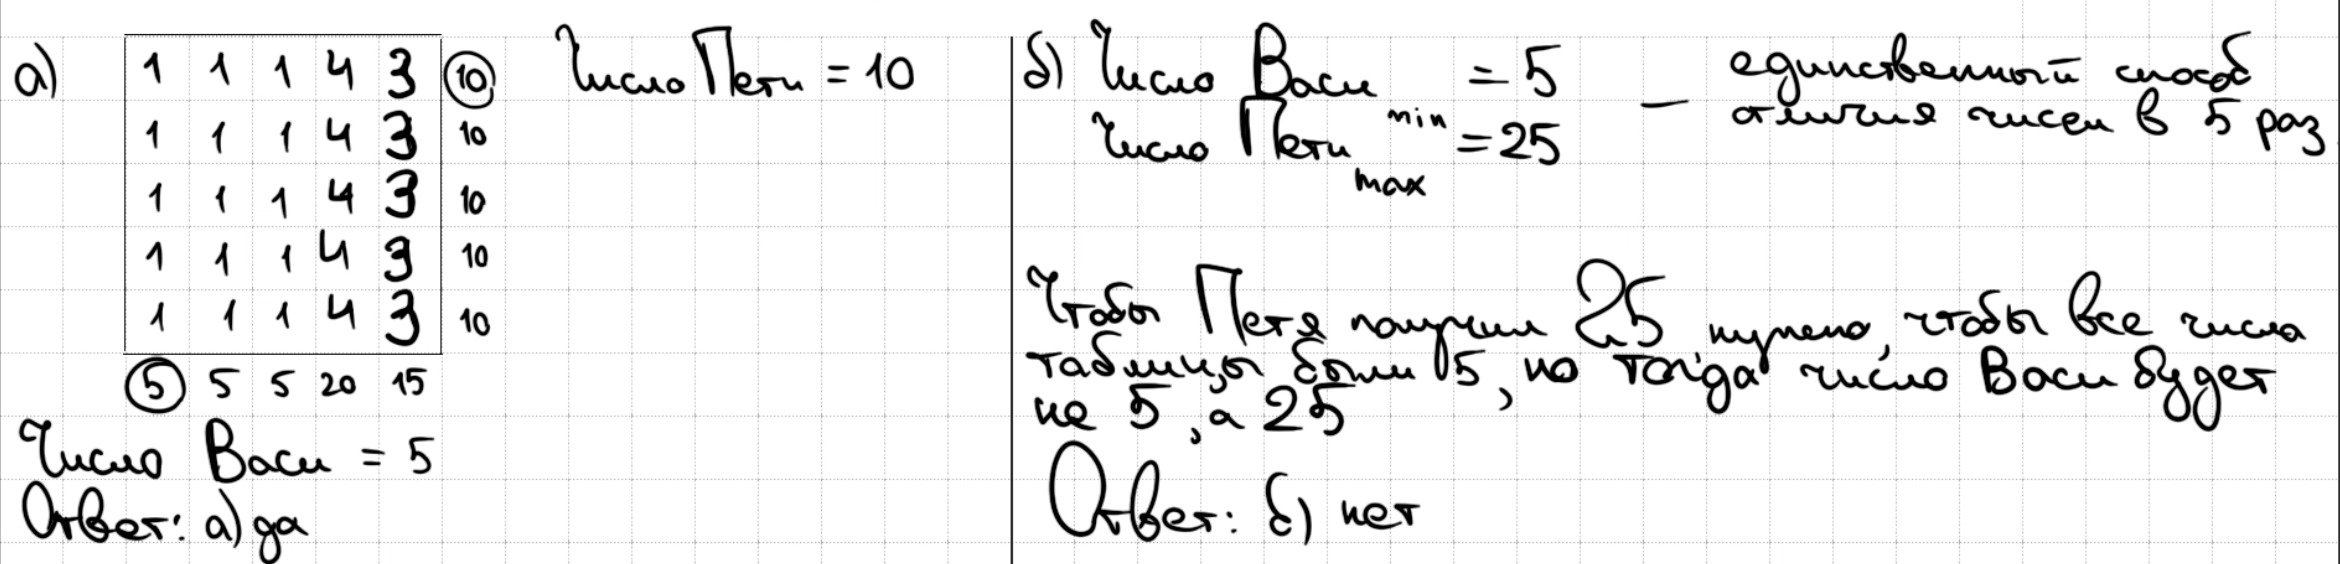 а)
1 1 1 4 3 10
1 1 1 4 3 10
1 1 1 4 3 10
1 1 1 4 3 10
1 1 1 4 3 10
5 5 5 20 15
Число Пети = 10
Число Васи = 5
Ответ: а) да
б) Число Васи min = 5
Число Пети max = 25
— единственный способ
отличия чисел в 5 раз
Чтобы Петя получил 25 нужно, чтобы все числа
таблицы были 5, но тогда число Васи будет
не 5, а 25
Ответ: б) нет